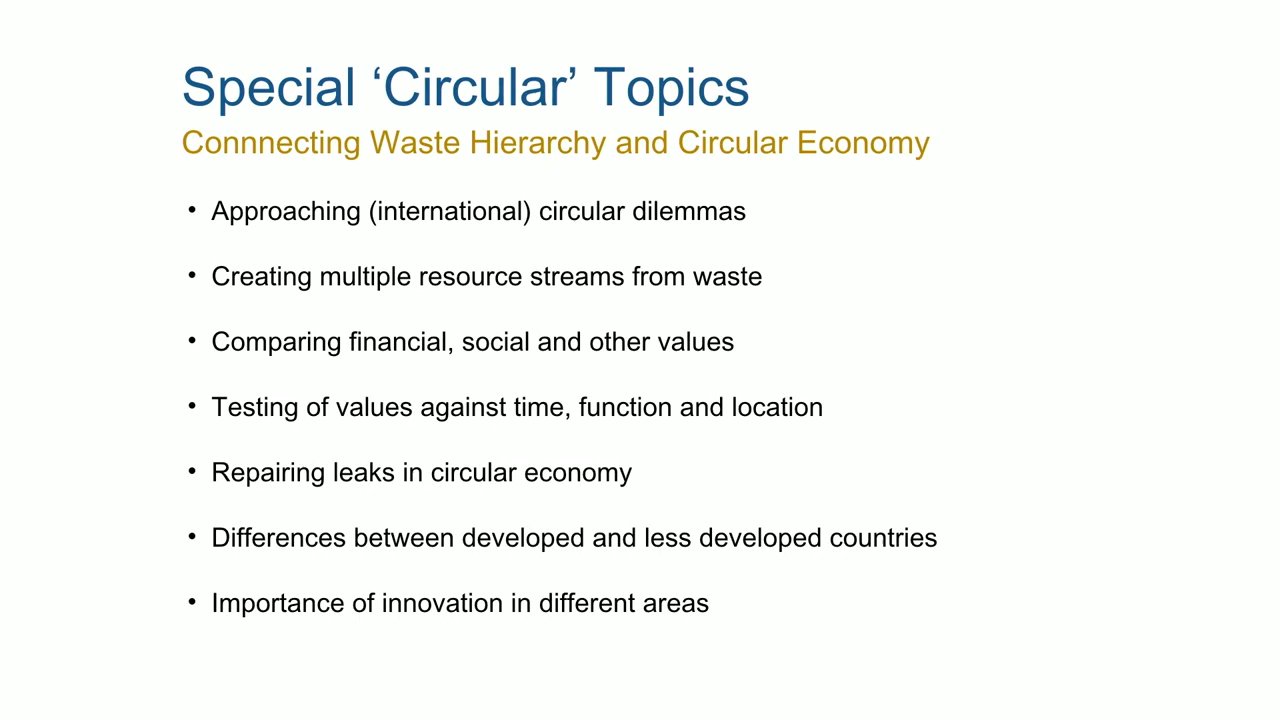 Special ‘Circular’ Topics
Connnecting Waste Hierarchy and Circular Economy
• Approaching (international) circular dilemmas
• Creating multiple resource streams from waste
• Comparing financial, social and other values
• Testing of values against time, function and location
• Repairing leaks in circular economy
• Differences between developed and less developed countries
• Importance of innovation in different areas